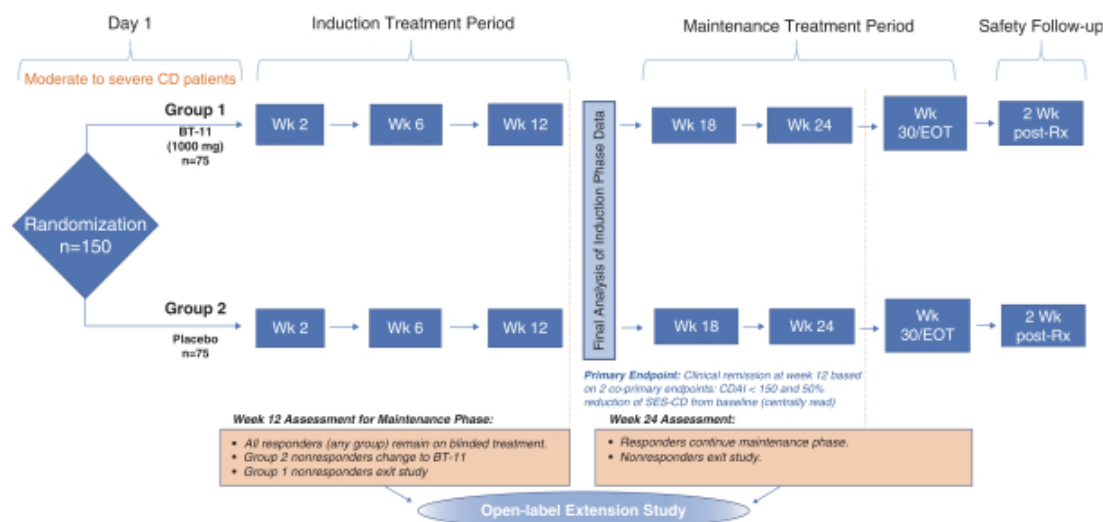 Day 1
Induction Treatment Period
Maintenance Treatment Period
Safety Follow-up
Moderate to severe CD patients
Group 1
BT-11
(1000 mg)
n=75
Wk 2
Wk 6
Wk 12
Wk 18
Wk 24
Wk
30/EOT
2 Wk
post-Rx
Randomization
n=150
Final Analysis of Induction Phase Data
Group 2
Placebo
n=75
Wk 2
Wk 6
Wk 12
Wk 18
Wk 24
Wk
30/EOT
2 Wk
post-Rx
Primary Endpoint: Clinical remission at week 12 based
on 2 co-primary endpoints: CDAI < 150 and 50%
reduction of SES-CD from baseline (centrally read)
Week 12 Assessment for Maintenance Phase:
• All responders (any group) remain on blinded treatment.
• Group 2 nonresponders change to BT-11
• Group 1 nonresponders exit study
Week 24 Assessment:
• Responders continue maintenance phase.
• Nonresponders exit study.
Open-label Extension Study